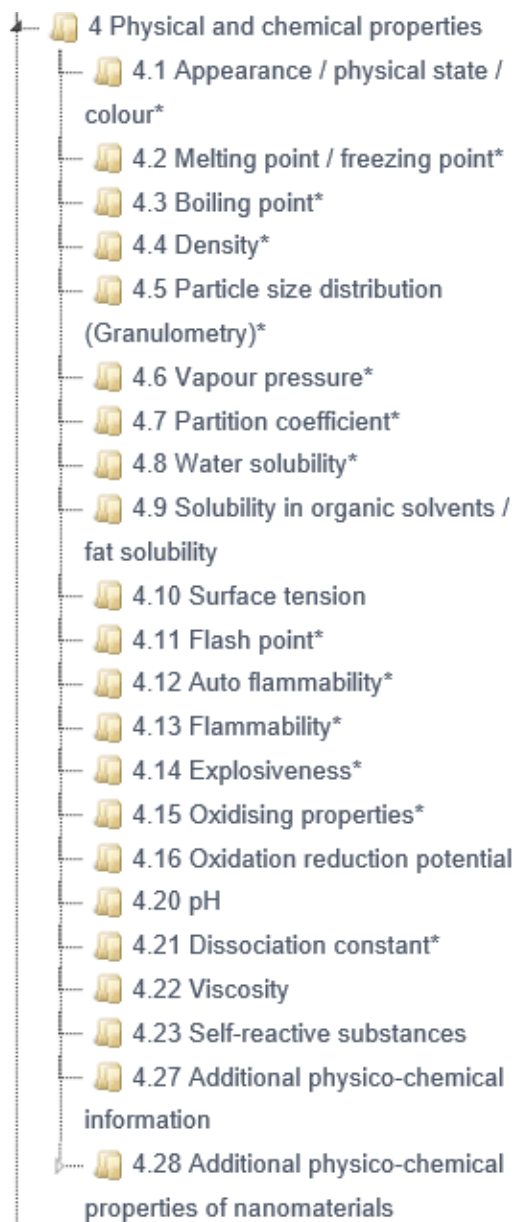 4 Physical and chemical properties
4.1 Appearance / physical state /
colour*
4.2 Melting point / freezing point*
4.3 Boiling point*
4.4 Density*
4.5 Particle size distribution
(Granulometry)*
4.6 Vapour pressure*
4.7 Partition coefficient*
4.8 Water solubility*
4.9 Solubility in organic solvents /
fat solubility
4.10 Surface tension
4.11 Flash point*
4.12 Auto flammability*
4.13 Flammability*
4.14 Explosiveness*
4.15 Oxidising properties*
4.16 Oxidation reduction potential
4.20 pH
4.21 Dissociation constant*
4.22 Viscosity
4.23 Self-reactive substances
4.27 Additional physico-chemical
information
4.28 Additional physico-chemical
properties of nanomaterials